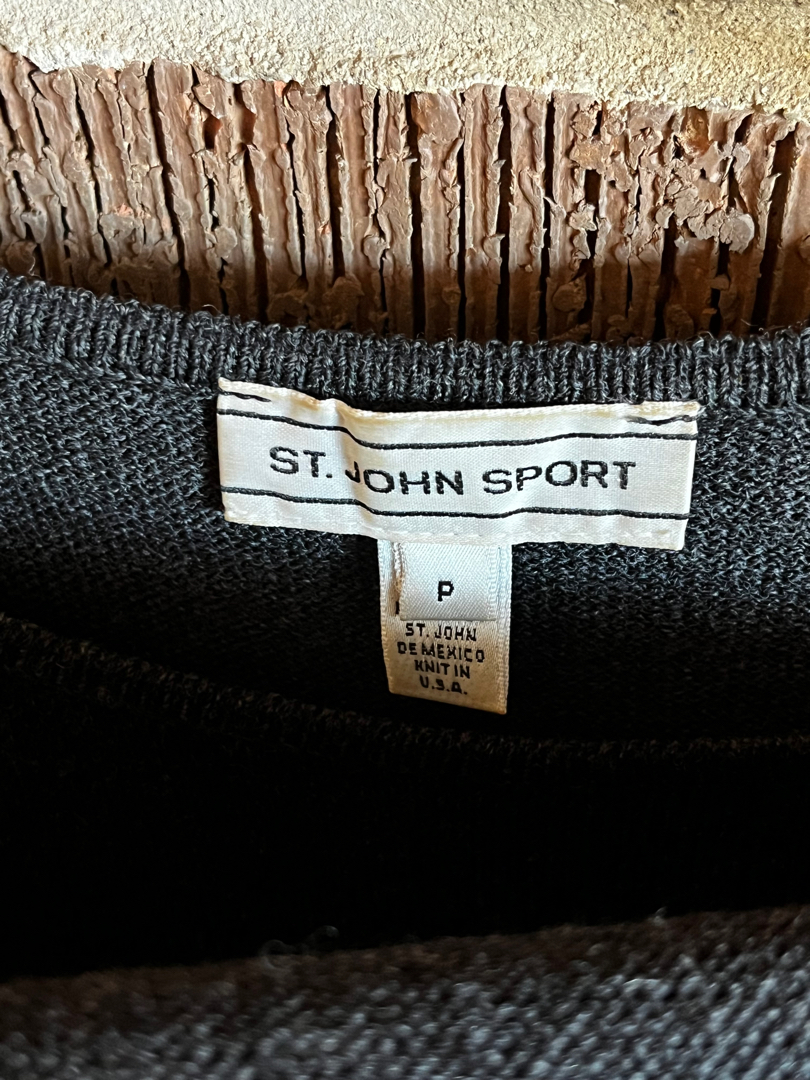 ST. JOHN SPORT
P
ST. JOHN
DE MEXICO
KNIT IN
U.S.A.